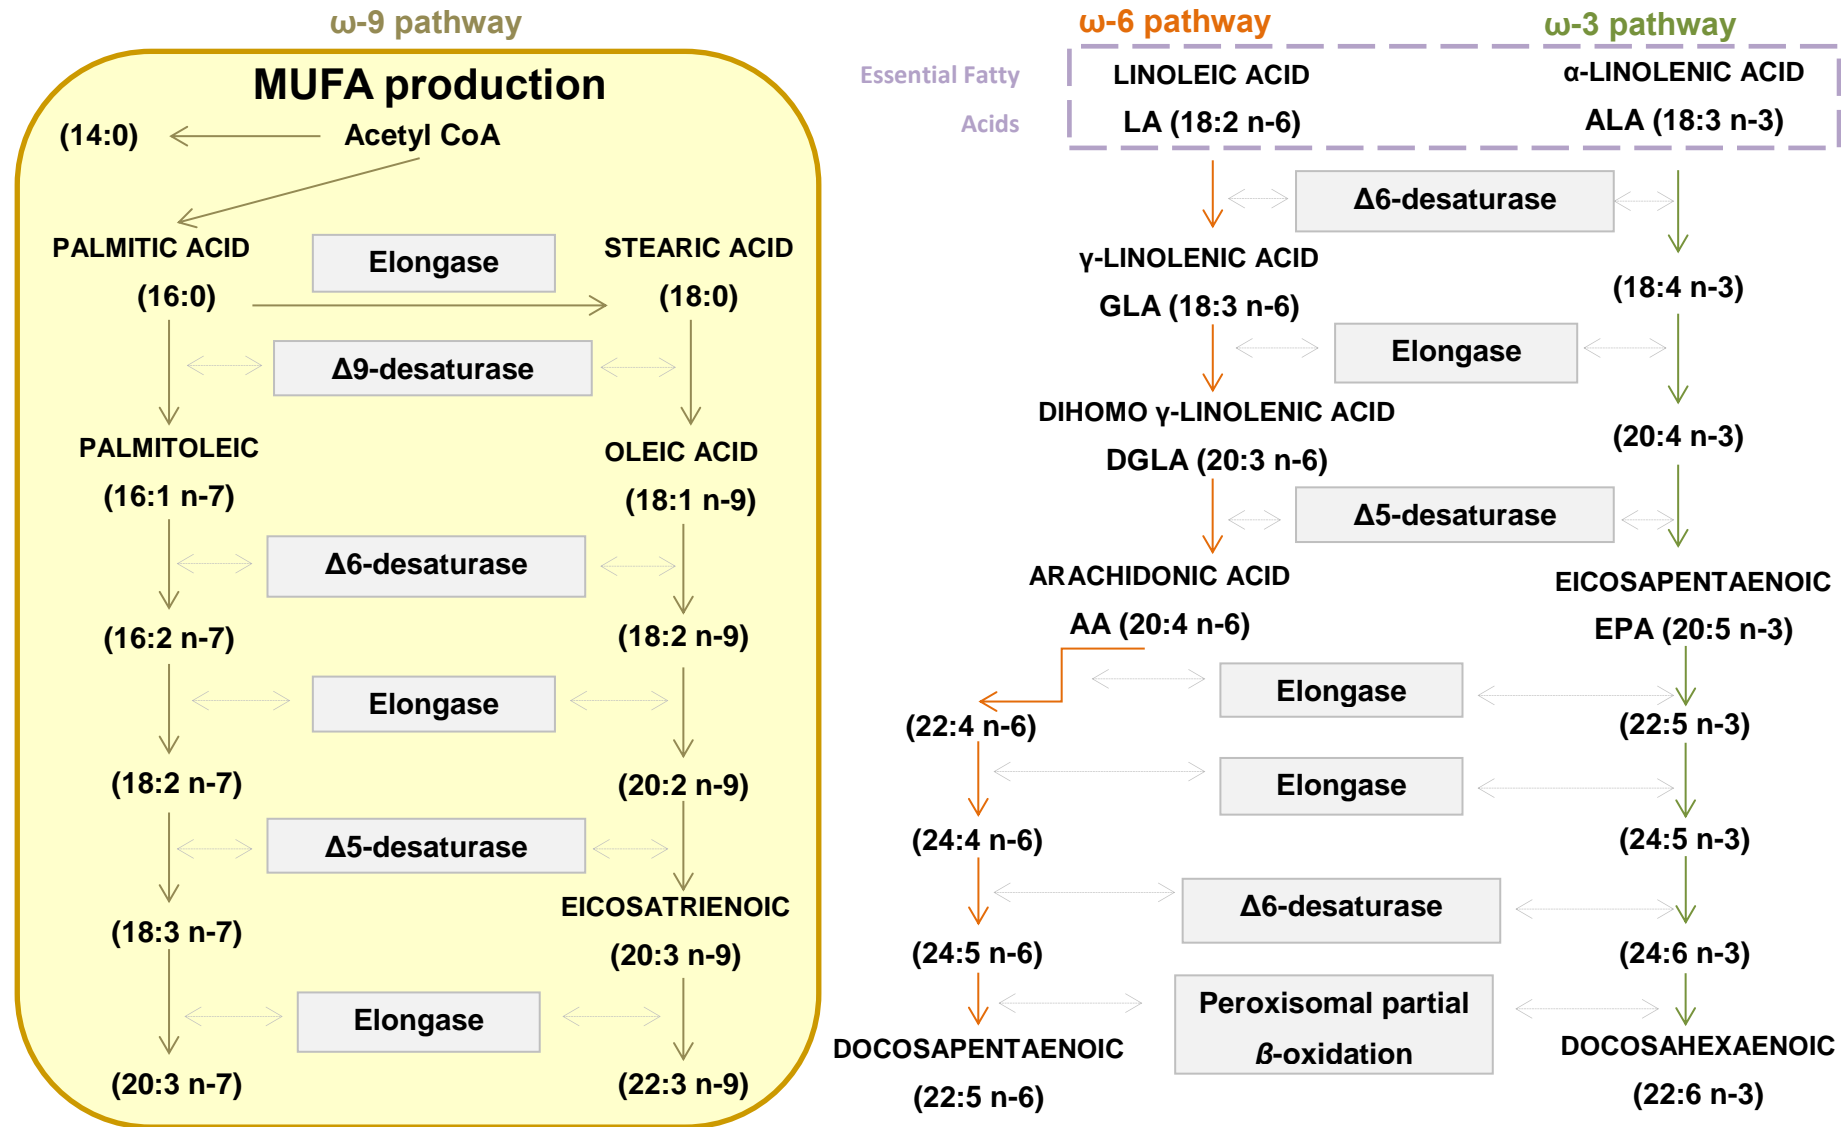 ω-9 pathway
MUFA production
(14:0)
Acetyl CoA
PALMITIC ACID
(16:0)
Elongase
STEARIC ACID
(18:0)
Δ9-desaturase
PALMITOLEIC
(16:1 n-7)
OLEIC ACID
(18:1 n-9)
Δ6-desaturase
(16:2 n-7)
(18:2 n-9)
Elongase
(18:2 n-7)
(20:2 n-9)
Δ5-desaturase
(18:3 n-7)
EICOSATRIENOIC
(20:3 n-9)
Elongase
(20:3 n-7)
(22:3 n-9)
ω-6 pathway
ω-3 pathway
Essential Fatty
Acids
LINOLEIC ACID
LA (18:2 n-6)
α-LINOLENIC ACID
ALA (18:3 n-3)
Δ6-desaturase
γ-LINOLENIC ACID
GLA (18:3 n-6)
(18:4 n-3)
Elongase
DIHOMO γ-LINOLENIC ACID
DGLA (20:3 n-6)
(20:4 n-3)
Δ5-desaturase
ARACHIDONIC ACID
AA (20:4 n-6)
EICOSAPENTAENOIC
EPA (20:5 n-3)
Elongase
(22:4 n-6)
(22:5 n-3)
Elongase
(24:4 n-6)
(24:5 n-3)
Δ6-desaturase
(24:5 n-6)
(24:6 n-3)
Peroxisomal partial
ß-oxidation
DOCOSAPENTAENOIC
(22:5 n-6)
DOCOSAHEXAENOIC
(22:6 n-3)